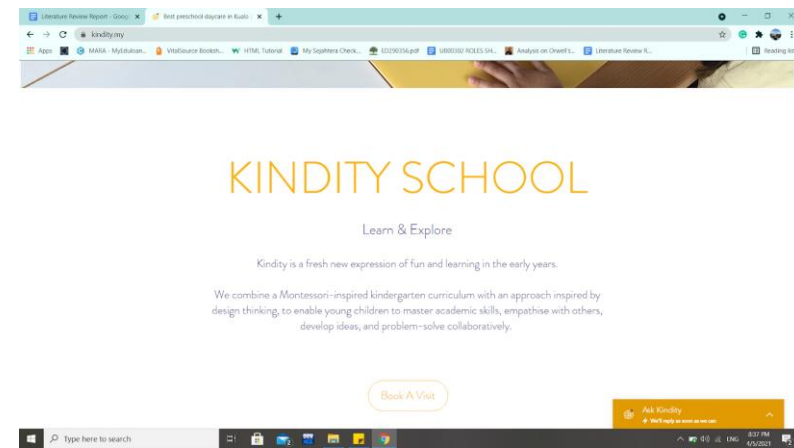 Literature Review Report - Goog
Best preschool daycare in Kuala
kindity.my
Apps
MARA - MyEduloan...
VitalSource Booksh...
HTML Tutorial
My Sejahtera Check...
ED290356.pdf
Analysis on Orwell's...
Literature Review R...
Reading list
KINDITY SCHOOL
Learn & Explore
Kindity is a fresh new expression of fun and learning in the early years.
We combine a Montessori-inspired kindergarten curriculum with an approach inspired by
design thinking, to enable young children to master academic skills, empathise with others,
develop ideas, and problem-solve collaboratively.
Book A Visit
Ask Kindity
We'll reply as soon as we can
Type here to search
ENG
8:37 PM
4/5/2021